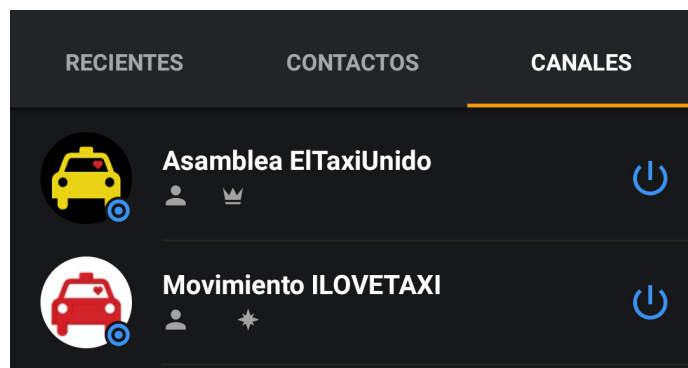 RECIENTES CONTACTOS CANALES
Asamblea ElTaxiUnido
Movimiento ILOVETAXI